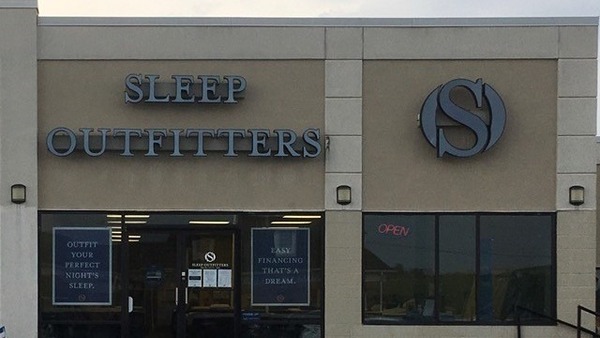 SLEEP
OUTFITTERS
S
OPEN
OUTFIT
YOUR
PERFECT
NIGHT'S
SLEEP.
S
SLEEP OUTFITTERS
EASY
FINANCING
THAT'S A
DREAM.